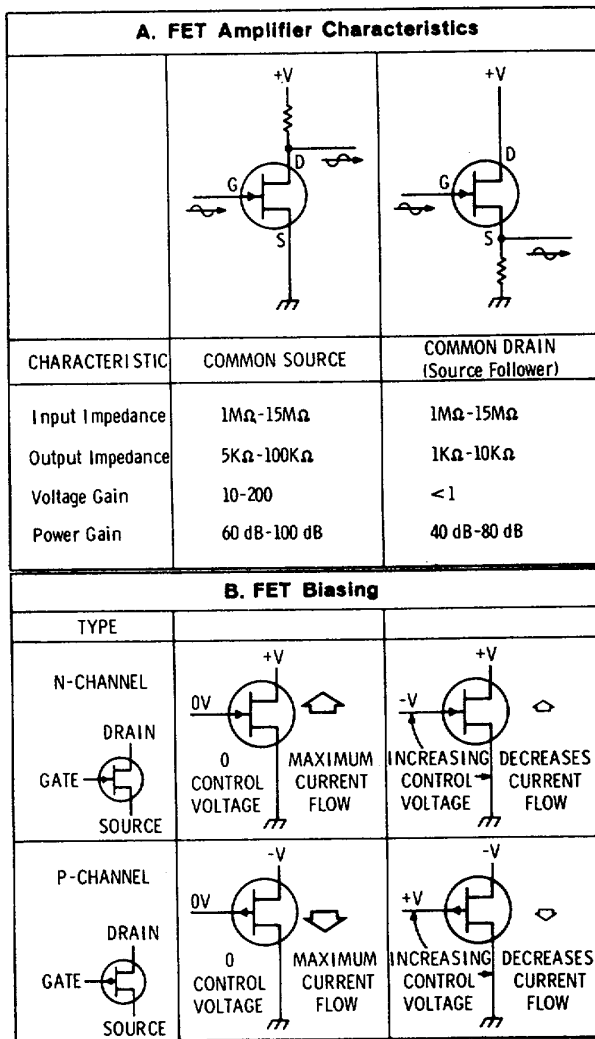 A. FET Amplifier Characteristics
+V
D
G
S
+V
D
G
S
CHARACTERISTIC
COMMON SOURCE
COMMON DRAIN
(Source Follower)
Input Impedance
1MΩ-15MΩ
1MΩ-15MΩ
Output Impedance
5KΩ-100KΩ
1KΩ-10KΩ
Voltage Gain
10-200
<1
Power Gain
60 dB-100 dB
40 dB-80 dB
B. FET Biasing
TYPE
N-CHANNEL
DRAIN
GATE
SOURCE
+V
0V
0
CONTROL
VOLTAGE
MAXIMUM
CURRENT
FLOW
+V
-V
INCREASING
CONTROL
VOLTAGE
DECREASES
CURRENT
FLOW
P-CHANNEL
DRAIN
GATE
SOURCE
-V
0V
0
CONTROL
VOLTAGE
MAXIMUM
CURRENT
FLOW
-V
+V
INCREASING
CONTROL
VOLTAGE
DECREASES
CURRENT
FLOW